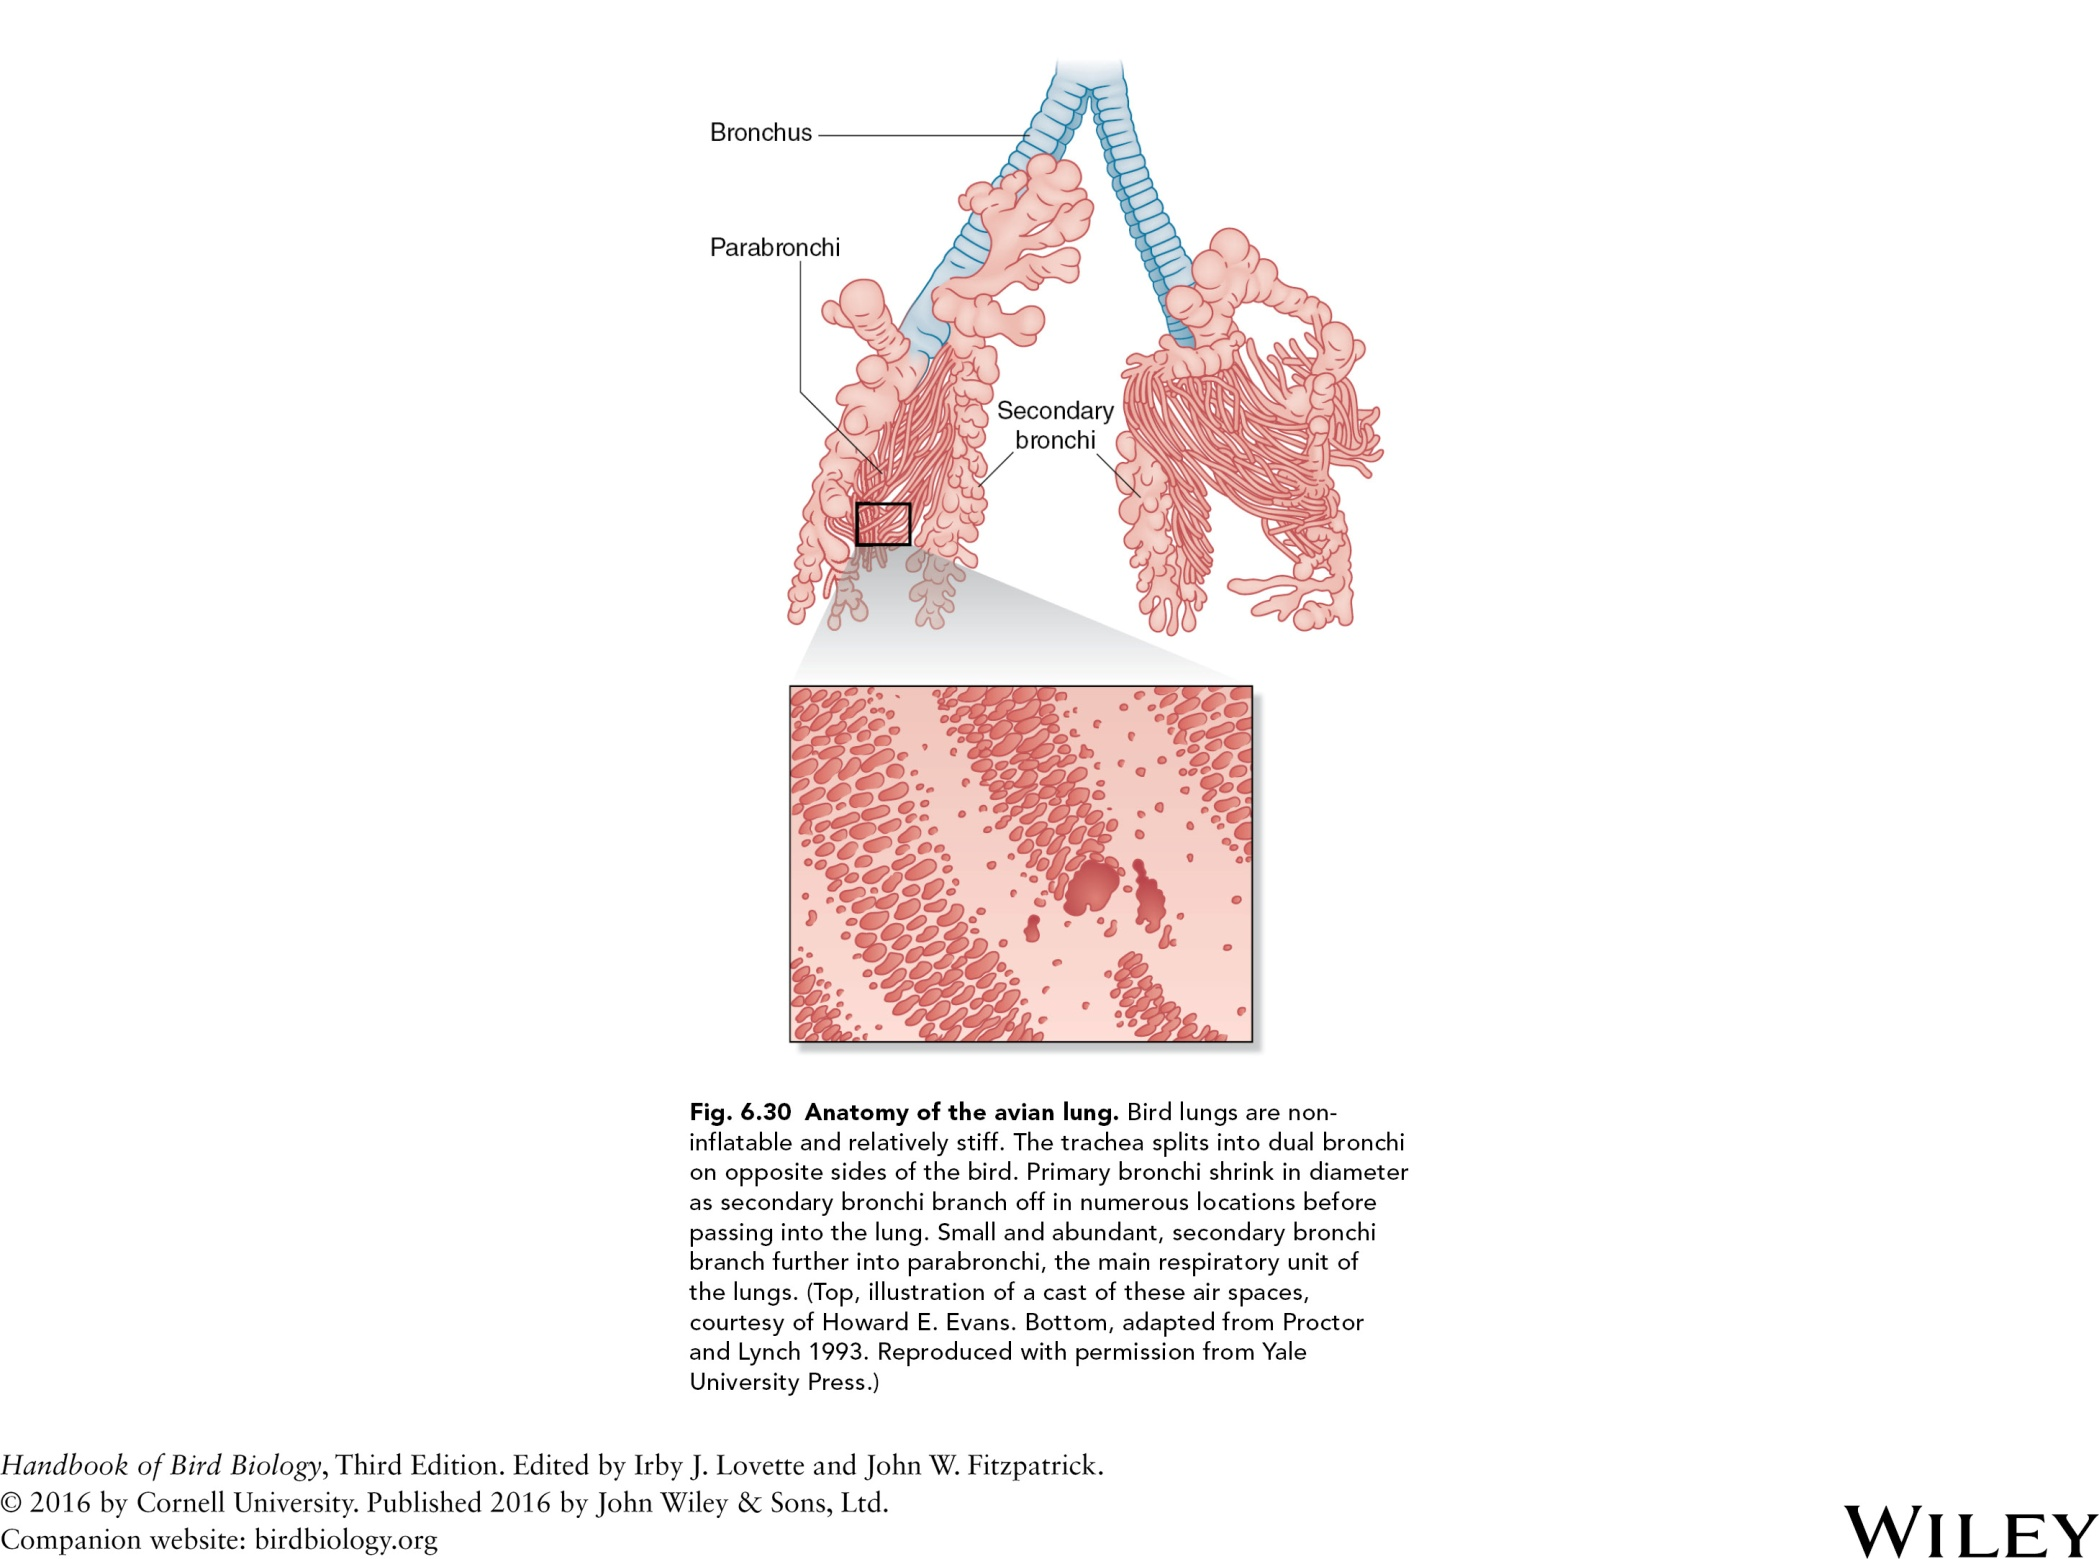 Bronchus
Parabronchi
Secondary
bronchi
Fig. 6.30 Anatomy of the avian lung. Bird lungs are non-
inflatable and relatively stiff. The trachea splits into dual bronchi
on opposite sides of the bird. Primary bronchi shrink in diameter
as secondary bronchi branch off in numerous locations before
passing into the lung. Small and abundant, secondary bronchi
branch further into parabronchi, the main respiratory unit of
the lungs. (Top, illustration of a cast of these air spaces,
courtesy of Howard E. Evans. Bottom, adapted from Proctor
and Lynch 1993. Reproduced with permission from Yale
University Press.)
Handbook of Bird Biology, Third Edition. Edited by Irby J. Lovette and John W. Fitzpatrick.
© 2016 by Cornell University. Published 2016 by John Wiley & Sons, Ltd.
Companion website: birdbiology.org
WILEY